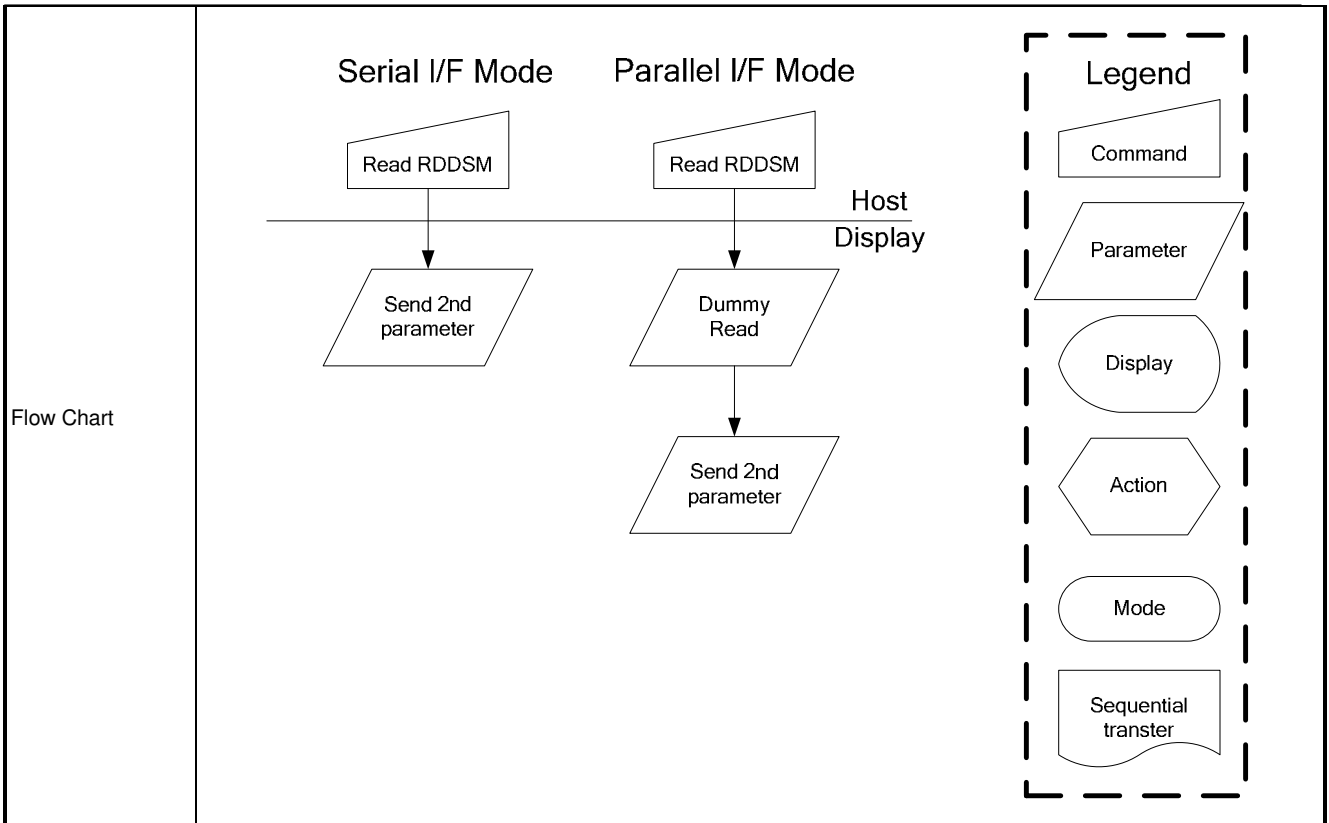 Flow Chart
Serial I/F Mode
Read RDDSM
Send 2nd
parameter
Parallel I/F Mode
Read RDDSM
Host
Display
Dummy
Read
Send 2nd
parameter
Legend
Command
Parameter
Display
Action
Mode
Sequential
transter